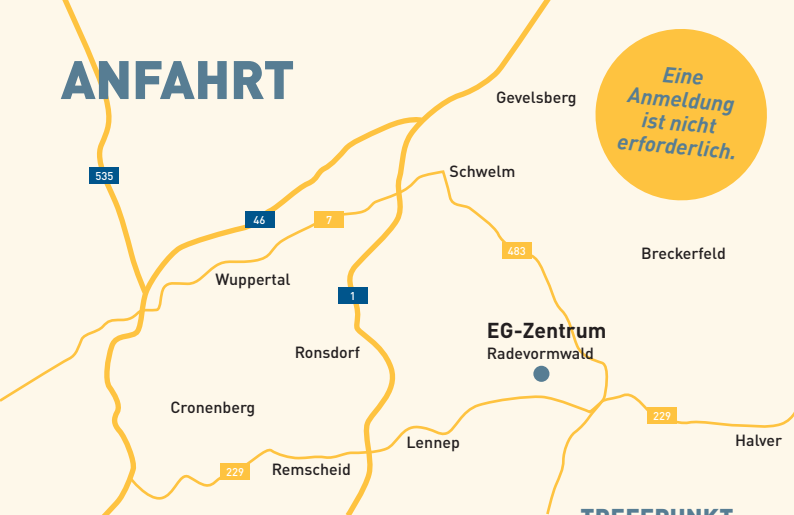 ANFAHRT
Eine
Anmeldung
ist nicht
erforderlich.
Gevelsberg
535
Schwelm
46
7
483
Breckerfeld
Wuppertal
1
EG-Zentrum
Radevormwald
Ronsdorf
Cronenberg
229
Halver
Lennep
229
Remscheid
TREFFPUNKT